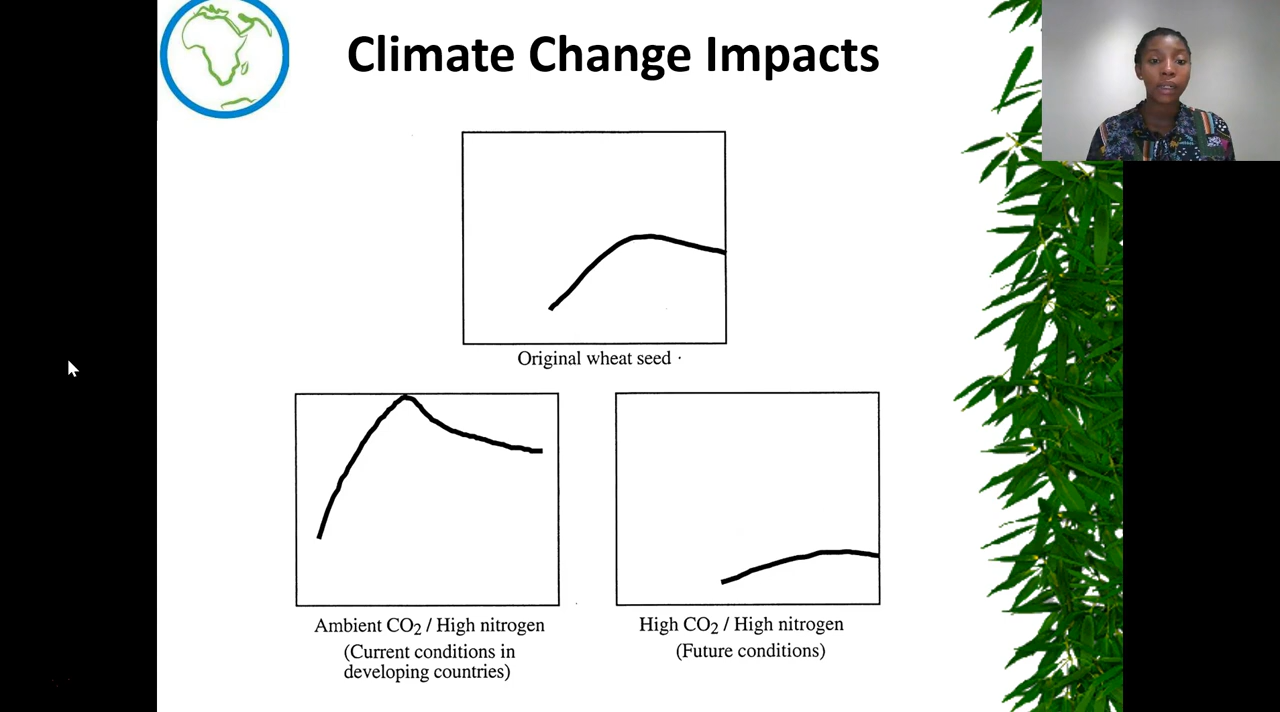 Climate Change Impacts
Original wheat seed
Ambient CO₂ / High nitrogen
(Current conditions in
developing countries)
High CO₂ / High nitrogen
(Future conditions)